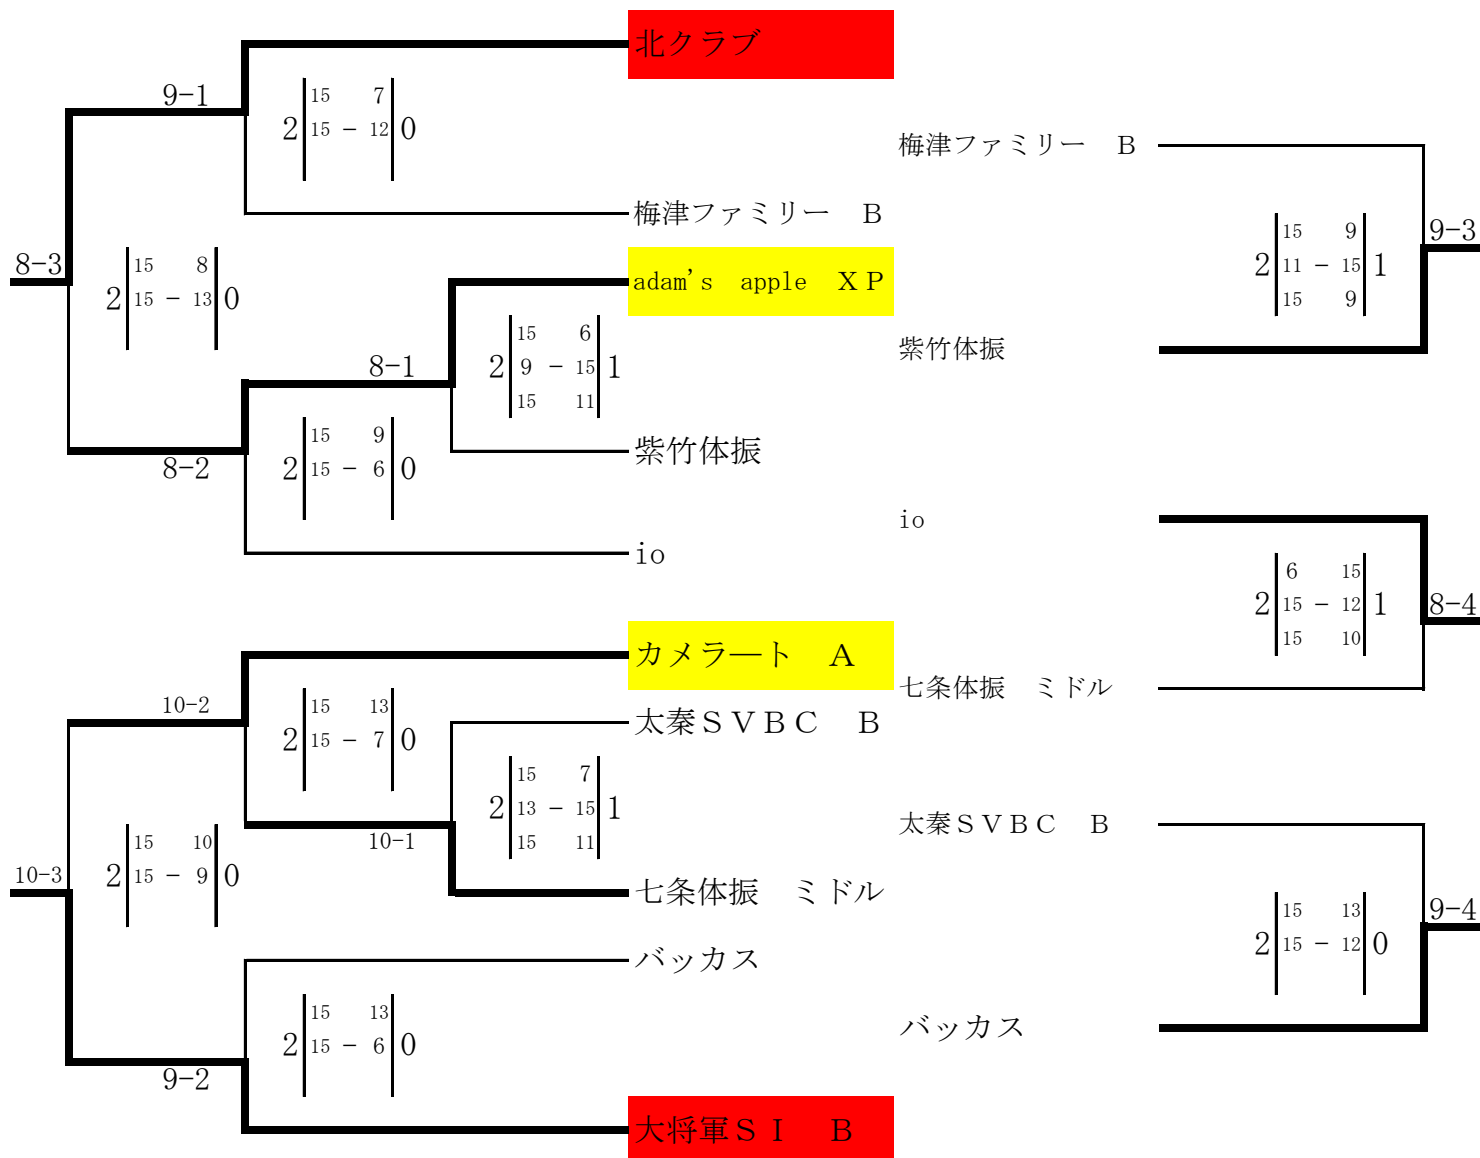 北クラブ
9-1
15 7
2 15 - 12 0
梅津ファミリー　Ｂ
8-3
15 8
2 15 - 13 0
adam's　apple　ＸＰ
8-1
15 6
2 9 - 15 1
15 11
紫竹体振
8-2
15 9
2 15 - 6 0
io
カメラ―ト　Ａ
10-2
15 13
2 15 - 7 0
太秦ＳＶＢＣ　Ｂ
15 7
2 13 - 15 1
15 11
10-1
七条体振　ミドル
10-3
15 10
2 15 - 9 0
バッカス
15 13
2 15 - 6 0
9-2
大将軍ＳＩ　Ｂ
梅津ファミリー　Ｂ
9-3
15 9
2 11 - 15 1
15 9
紫竹体振
io
6 15
2 15 - 12 1
15 10
8-4
七条体振　ミドル
太秦ＳＶＢＣ　Ｂ
9-4
15 13
2 15 - 12 0
バッカス